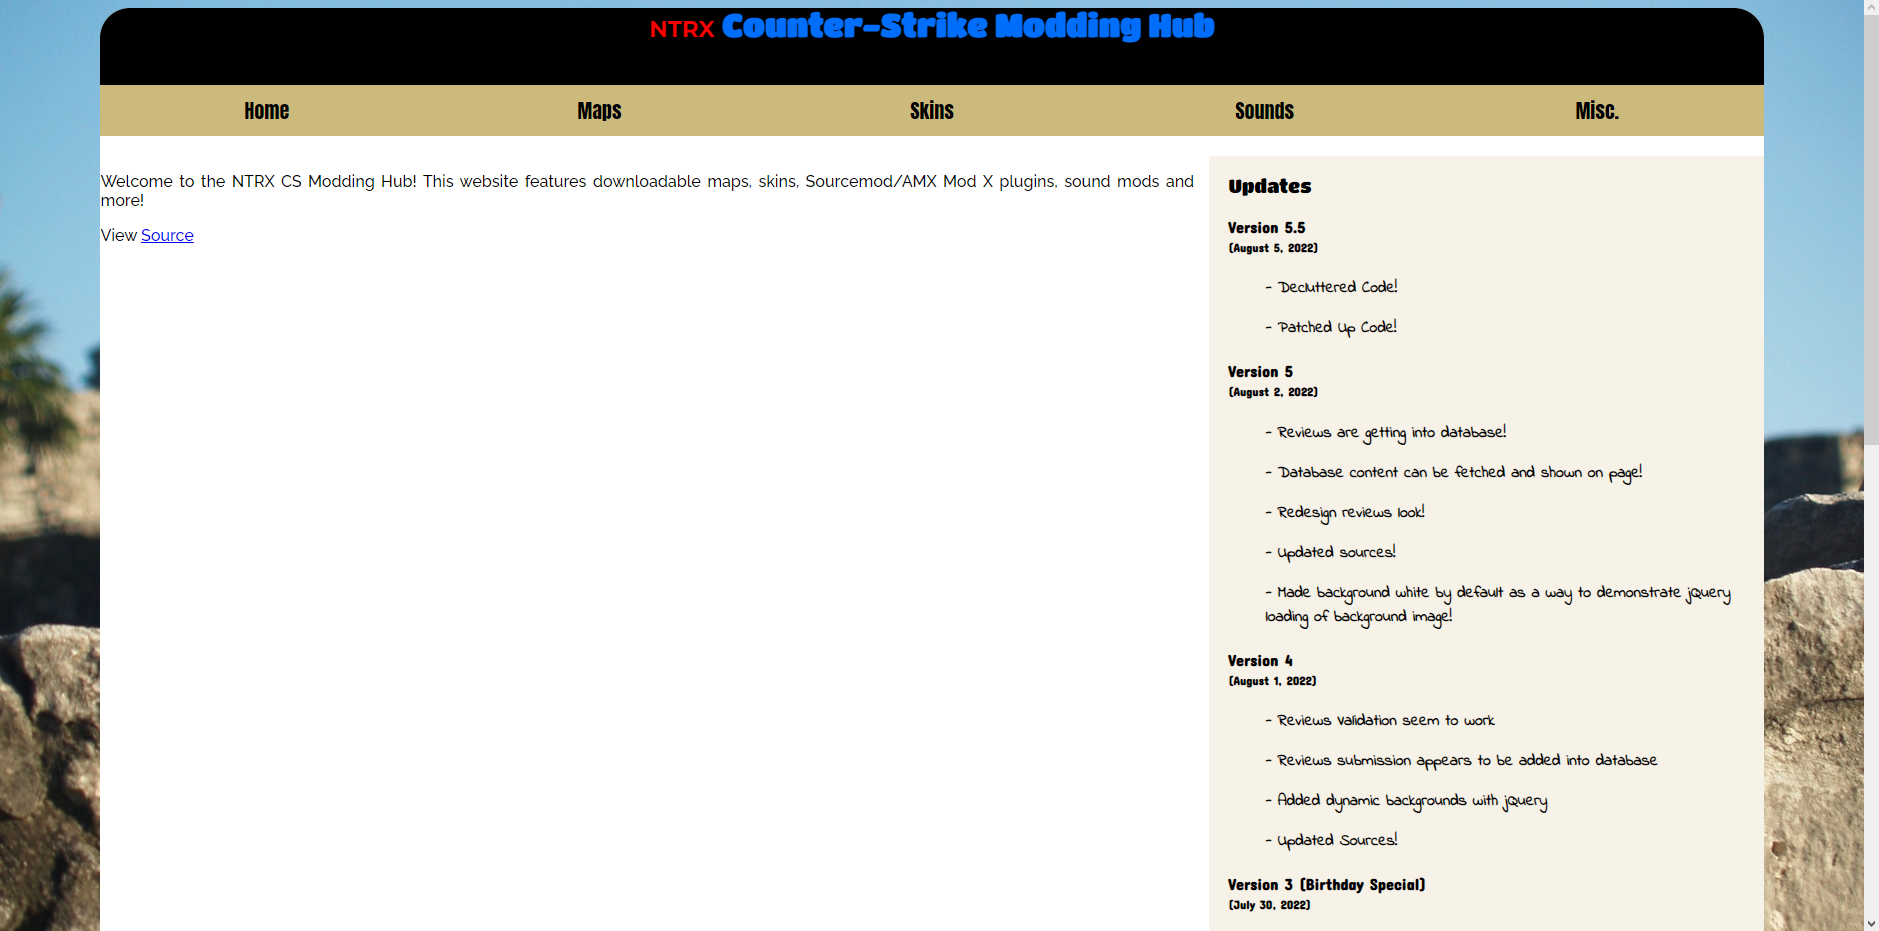 NTRX Counter-Strike Modding Hub
Home Maps Skins Sounds Misc.
Welcome to the NTRX CS Modding Hub! This website features downloadable maps, skins, Sourcemod/AMX Mod X plugins, sound mods and
more!
View Source
Updates
Version 5.5
(August 5, 2022)
- Decluttered Code!
- Patched Up Code!
Version 5
(August 2, 2022)
- Reviews are getting into database!
- Database content can be fetched and shown on page!
- Redesign reviews look!
- Updated sources!
- Made background white by default as a way to demonstrate jQuery
loading of background image!
Version 4
(August 1, 2022)
- Reviews Validation seem to work
- Reviews submission appears to be added into database
- Added dynamic backgrounds with jQuery
- Updated Sources!
Version 3 (Birthday Special)
(July 30, 2022)